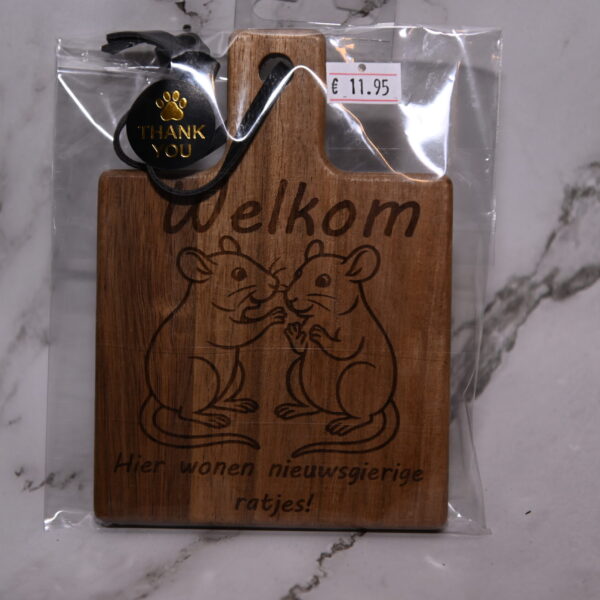 THANK
YOU
€ 11.95
Welkom
Hier wonen nieuwsgierige
ratjes!